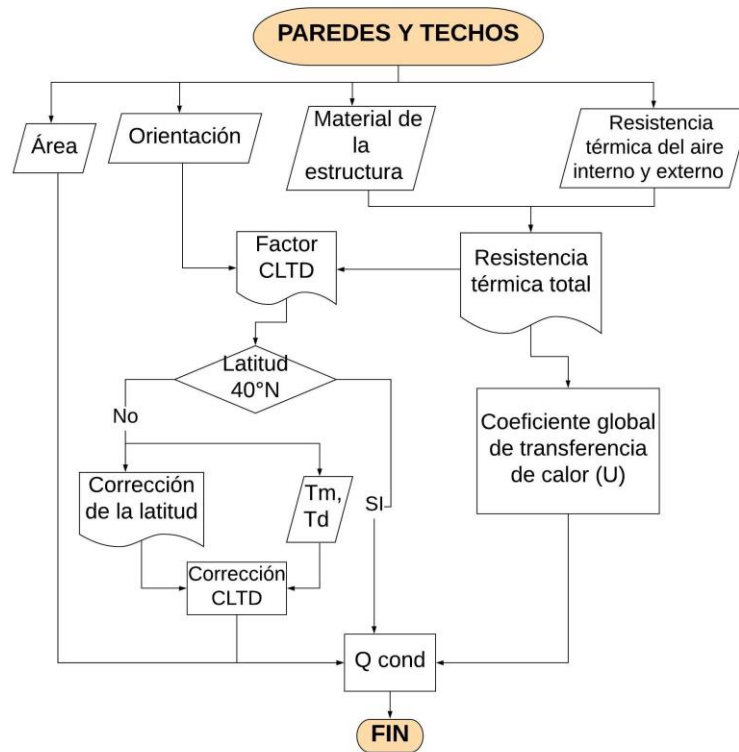 PAREDES Y TECHOS
Área
Orientación
Material de
la
estructura
Resistencia
térmica del aire
interno y externo
Factor
CLTD
Resistencia
térmica total
Latitud
40°N
No
Coeficiente global
de transferencia
de calor (U)
Corrección
de la latitud
Tm,
Td
SI
Corrección
CLTD
Q cond
FIN